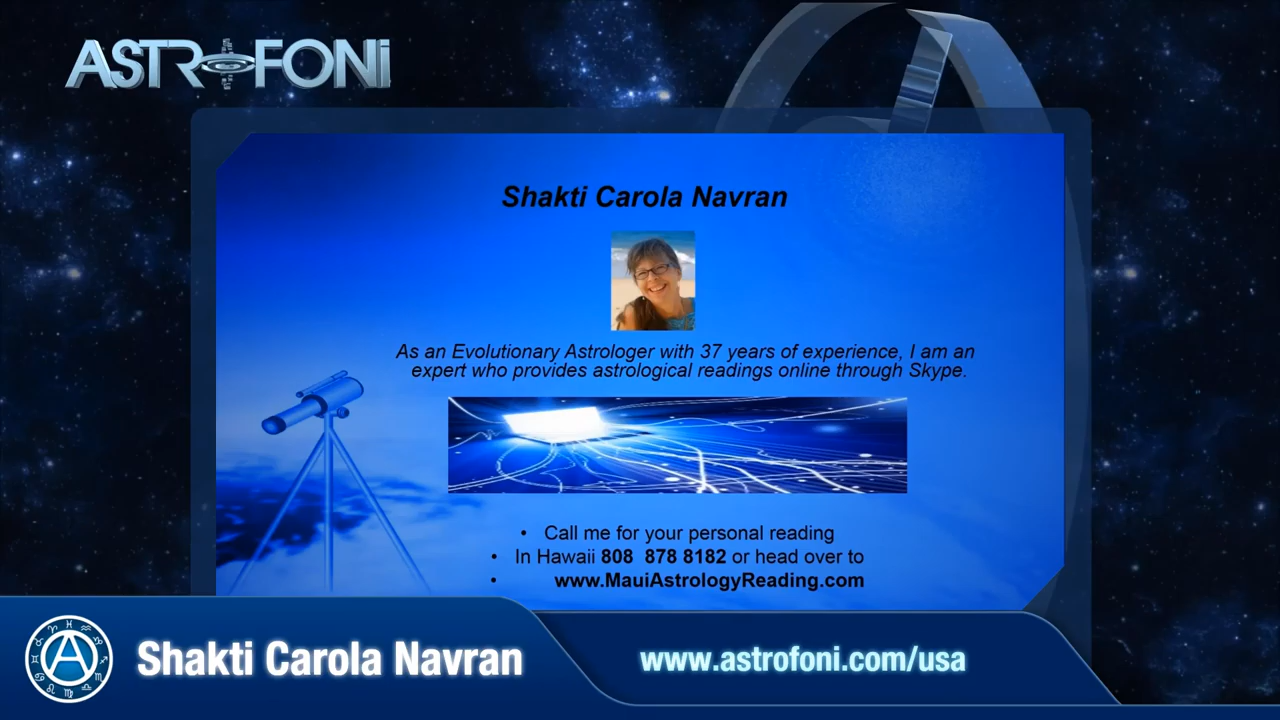 ASTROFONi
Shakti Carola Navran
As an Evolutionary Astrologer with 37 years of experience, I am an
expert who provides astrological readings online through Skype.
• Call me for your personal reading
• In Hawaii 808 878 8182 or head over to
• www.MauiAstrologyReading.com
Shakti Carola Navran
www.astrofoni.com/usa